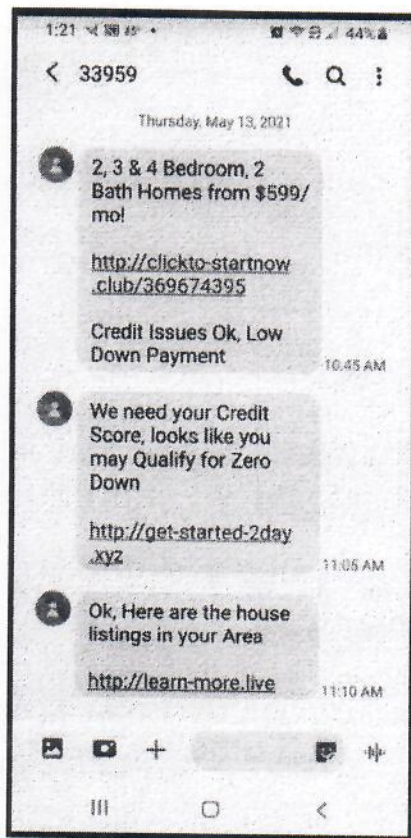 1:21
44%
33959
Thursday, May 13, 2021
2, 3 & 4 Bedroom, 2
Bath Homes from $599/
mo!
http://clickto-startnow
.club/369674395
Credit Issues Ok, Low
Down Payment
10:45 AM
We need your Credit
Score, looks like you
may Qualify for Zero
Down
http://get-started-2day
.xyz
11:05 AM
Ok, Here are the house
listings in your Area
http://learn-more.live
11:10 AM